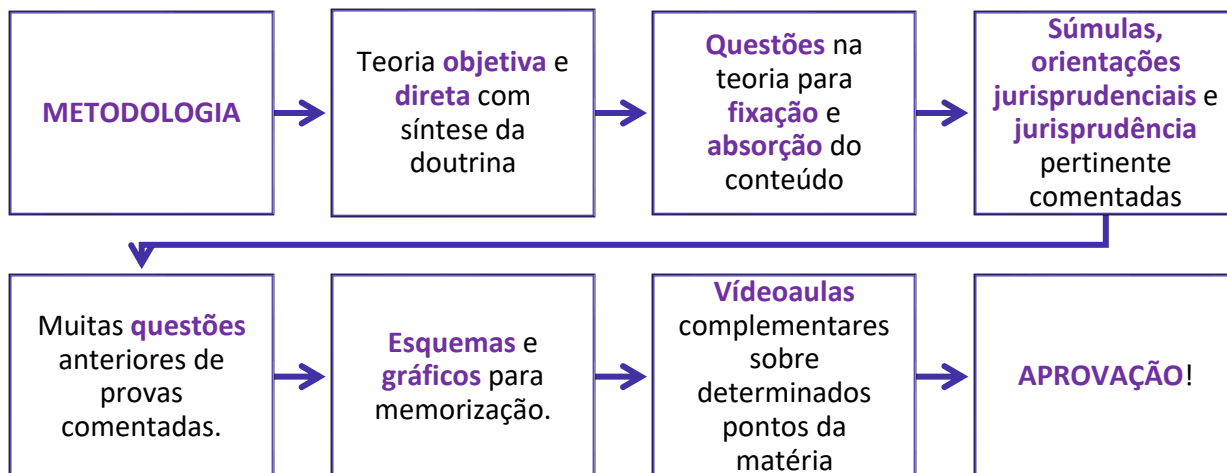 METODOLOGIA
Teoria objetiva e
direta com
síntese da
doutrina
Questões na
teoria para
fixação e
absorção do
conteúdo
Súmulas,
orientações
jurisprudenciais e
jurisprudência
pertinente
comentadas
Muitas questões
anteriores de
provas
comentadas.
Esquemas e
gráficos para
memorização.
Vídeoaulas
complementares
sobre
determinados
pontos da
matéria
APROVAÇÃO!